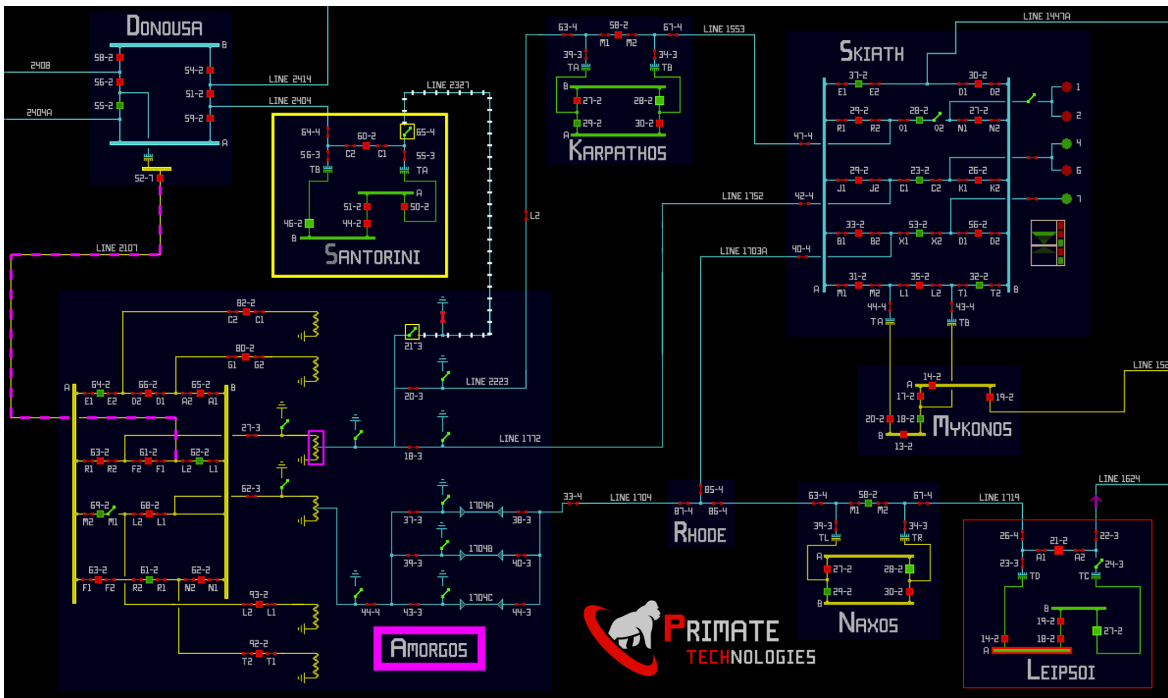 DONOUSA
B
240B
58-2
54-2
56-2
51-2
LINE 2414
55-2
LINE 2404
2404A
59-2
A
52-7
LINE 2107
LINE 2327
64-4
60-2
65-4
C2 C1
56-3
55-3
TB
TA
A
51-2
50-2
46-2
44-2
B
SANTORINI
63-4
58-2
67-4
LINE 1553
M1 M2
39-3
34-3
TA
TB
B
27-2
28-2
29-2
30-2
A
KARPATHOS
L2
LINE 1447A
SKIATH
37-2
30-2
E1 E2
D1 D2
1
29-2
28-2
27-2
R1 R2
O1 O2
N1 N2
2
47-4
4
29-2
23-2
26-2
6
J1 J2
C1 C2
K1 K2
LINE 1752
42-4
7
33-2
53-2
56-2
B1 B2
X1 X2
D1 D2
LINE 1703A
40-4
31-2
35-2
32-2
A
M1 M2
L1 L2
T1 T2
B
44-4
43-4
TA
TB
14-2
A
17-2
19-2
20-2
18-2
B
13-2
MYKONOS
LINE 152
82-2
C2 C1
80-2
G1 G2
21-3
LINE 2223
20-3
LINE 1772
18-3
A
64-2
66-2
65-2
B
E1 E2
D2 D1
A2 A1
27-3
63-2
61-2
62-2
R1 R2
F2 F1
L2 L1
62-3
69-2
68-2
M2 M1
L2 L1
63-2
61-2
62-2
F1 F2
R2 R1
N2 N1
93-2
L2 L1
92-2
T2 T1
1704A
37-3
38-3
1704B
39-3
40-3
1704C
44-4
43-3
44-3
AMORGOS
33-4
LINE 1704
85-4
87-4
86-4
RHODE
63-4
58-2
67-4
LINE 1719
M1 M2
39-3
34-3
TL
TR
A
27-2
28-2
29-2
30-2
B
NAXOS
LINE 1624
26-4
21-2
22-3
A1 A2
23-3
24-3
TD
TC
B
19-2
27-2
14-2
18-2
A
LEIPSOI
PRIMATE
TECHNOLOGIES